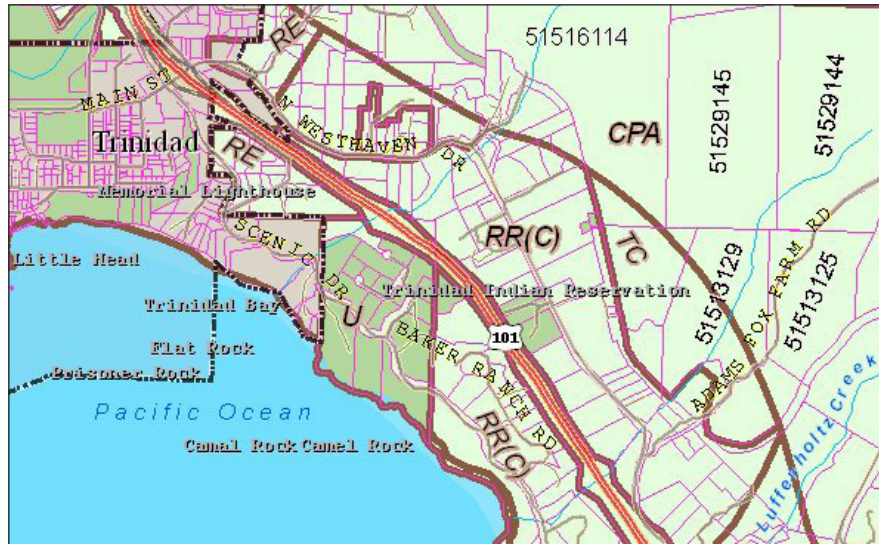 RE
51516114
MAIN ST
N WESTHAVEN DR
CPA
51529145
51529144
Trinidad
RE
Memorial Lighthouse
SCENIC DR
RR(C)
TC
ADAMS FOX FARM RD
Little Head
Trinidad Indian Reservation
51513129
51513125
Trinidad Bay
U
BAKER RANCH RD
101
Flat Rock
Prisoner Rock
Pacific Ocean
RR(C)
Camal Rock
Camel Rock
Luffenholtz Creek